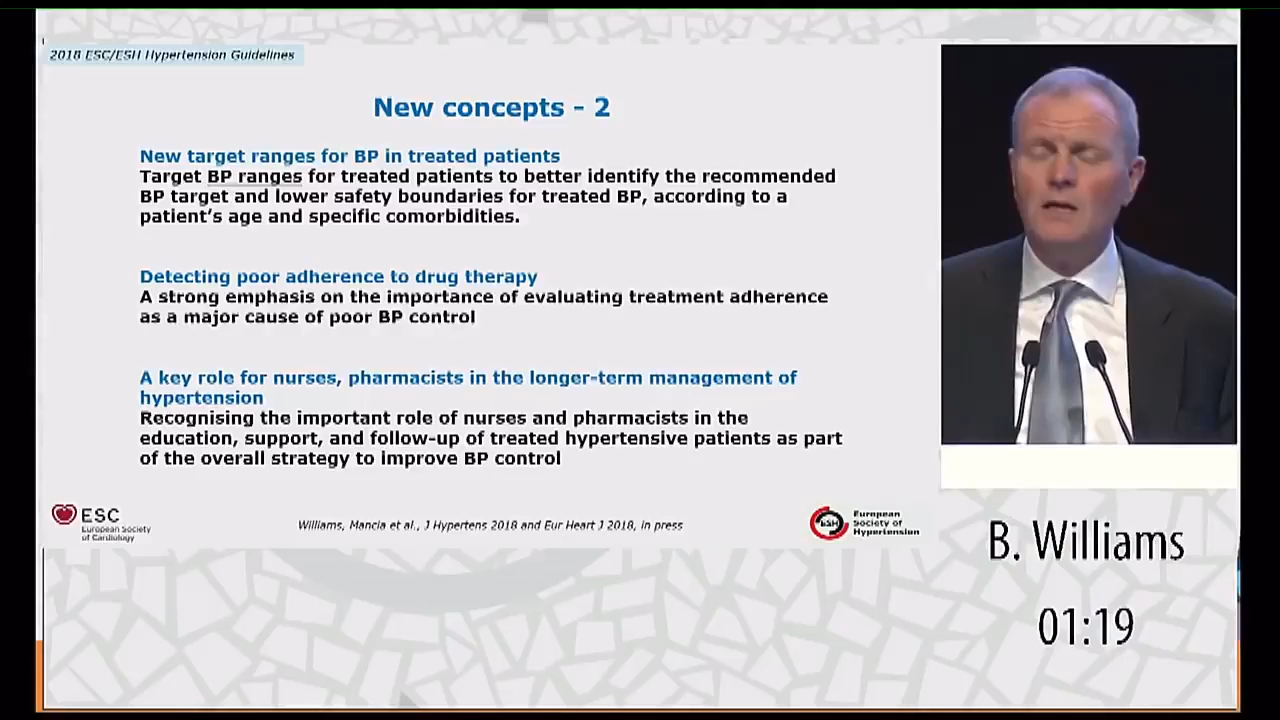 2018 ESC/ESH Hypertension Guidelines
New concepts - 2
New target ranges for BP in treated patients
Target BP ranges for treated patients to better identify the recommended
BP target and lower safety boundaries for treated BP, according to a
patient's age and specific comorbidities.
Detecting poor adherence to drug therapy
A strong emphasis on the importance of evaluating treatment adherence
as a major cause of poor BP control
A key role for nurses, pharmacists in the longer-term management of
hypertension
Recognising the important role of nurses and pharmacists in the
education, support, and follow-up of treated hypertensive patients as part
of the overall strategy to improve BP control
ESC
European Society
of Cardiology
Williams, Mancia et al., J Hypertens 2018 and Eur Heart J 2018, in press
ESH
European
Society of
Hypertension
B. Williams
01:19